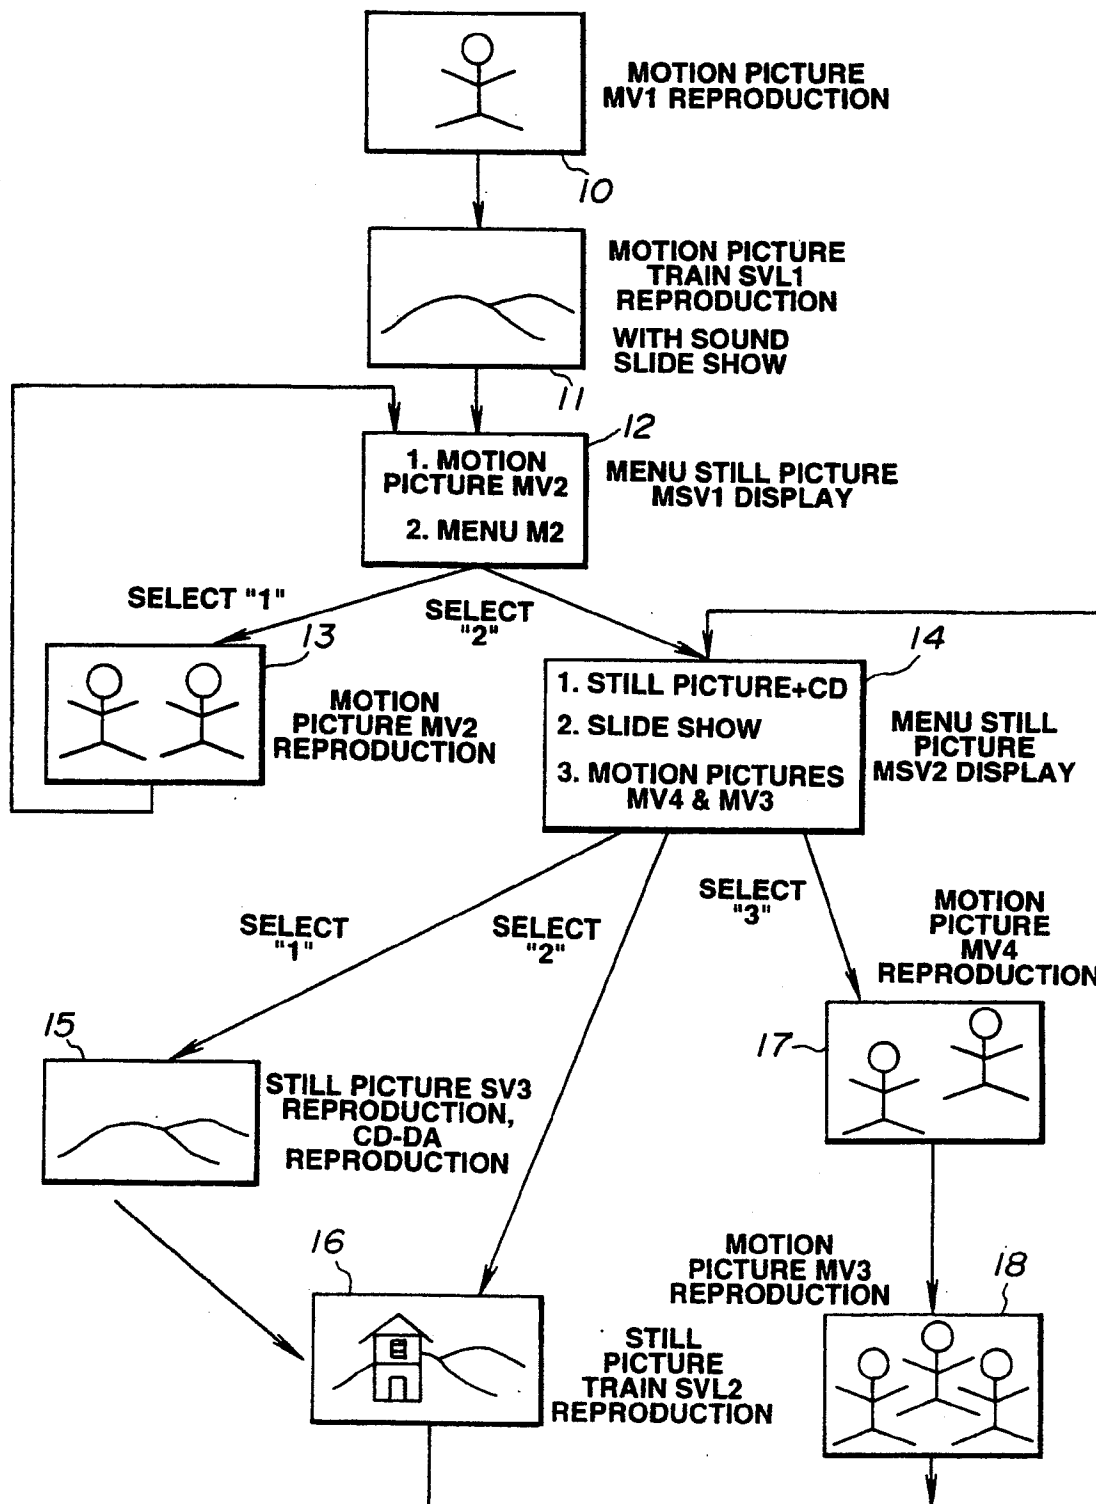 MOTION PICTURE
MV1 REPRODUCTION
10
MOTION PICTURE
TRAIN SVL1
REPRODUCTION
WITH SOUND
SLIDE SHOW
11
12
1. MOTION
PICTURE MV2
2. MENU M2
MENU STILL PICTURE
MSV1 DISPLAY
SELECT "1"
SELECT
"2"
13
MOTION
PICTURE MV2
REPRODUCTION
14
1. STILL PICTURE+CD
2. SLIDE SHOW
3. MOTION PICTURES
MV4 & MV3
MENU STILL
PICTURE
MSV2 DISPLAY
SELECT
"1"
SELECT
"2"
SELECT
"3"
MOTION
PICTURE
MV4
REPRODUCTION
15
STILL PICTURE SV3
REPRODUCTION,
CD-DA
REPRODUCTION
17
16
STILL
PICTURE
TRAIN SVL2
REPRODUCTION
MOTION
PICTURE MV3
REPRODUCTION
18